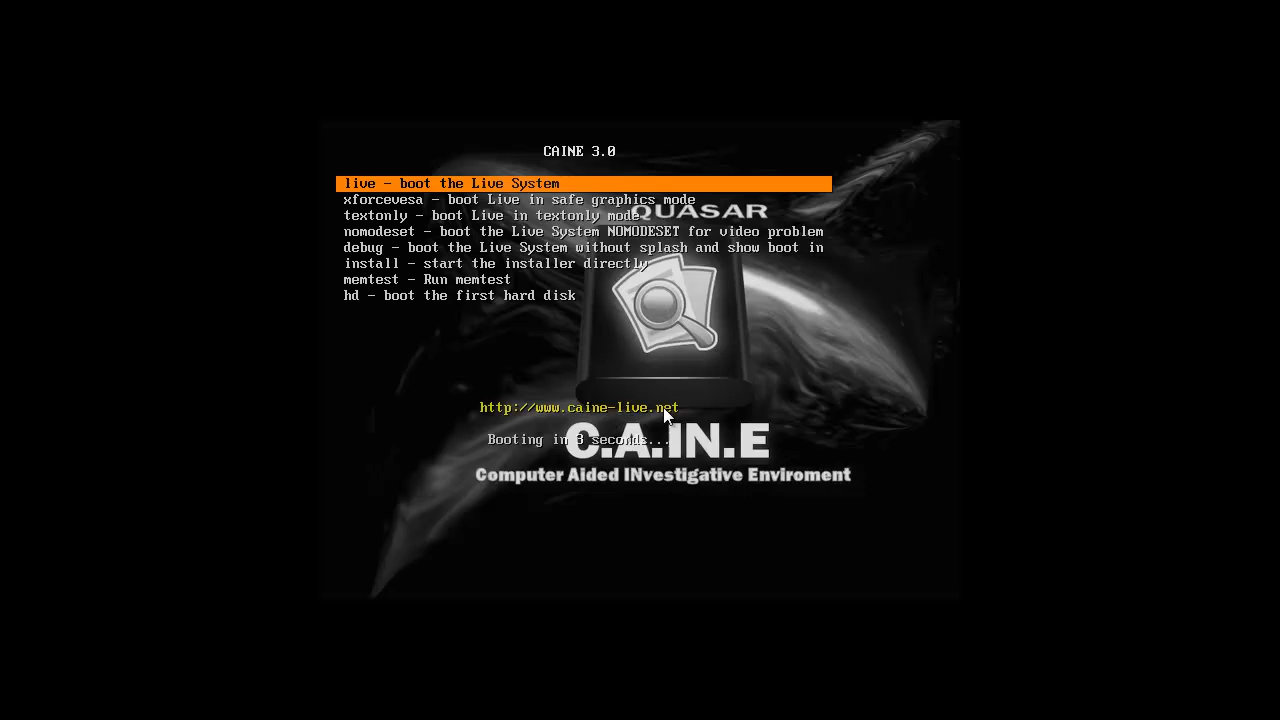 CAINE 3.0
live - boot the Live System
xforcevesa - boot Live in safe graphics mode
textonly - boot Live in textonly mode
QUASAR
nomodeset - boot the Live System NOMODESET for video problem
debug - boot the Live System without splash and show boot in
install - start the installer directly
memtest - Run memtest
hd - boot the first hard disk
http://www.caine-live.net
Booting in 3 seconds...
C.A.IN.E
Computer Aided INvestigative Enviroment